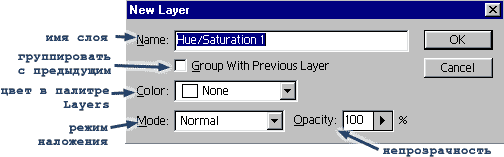 New Layer
имя слоя
Name: Hue/Saturation 1
OK
группировать
с предыдущим
Group With Previous Layer
Cancel
цвет в палитре
Layers
Color: None
режим
наложения
Mode: Normal
Opacity: 100 %
непрозрачность